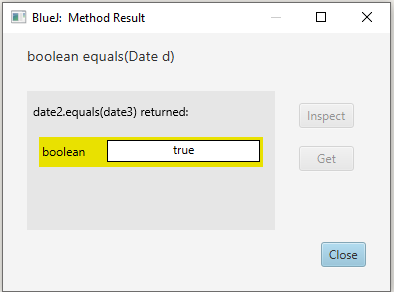 BlueJ: Method Result
boolean equals(Date d)
date2.equals(date3) returned:
boolean true
Inspect
Get
Close